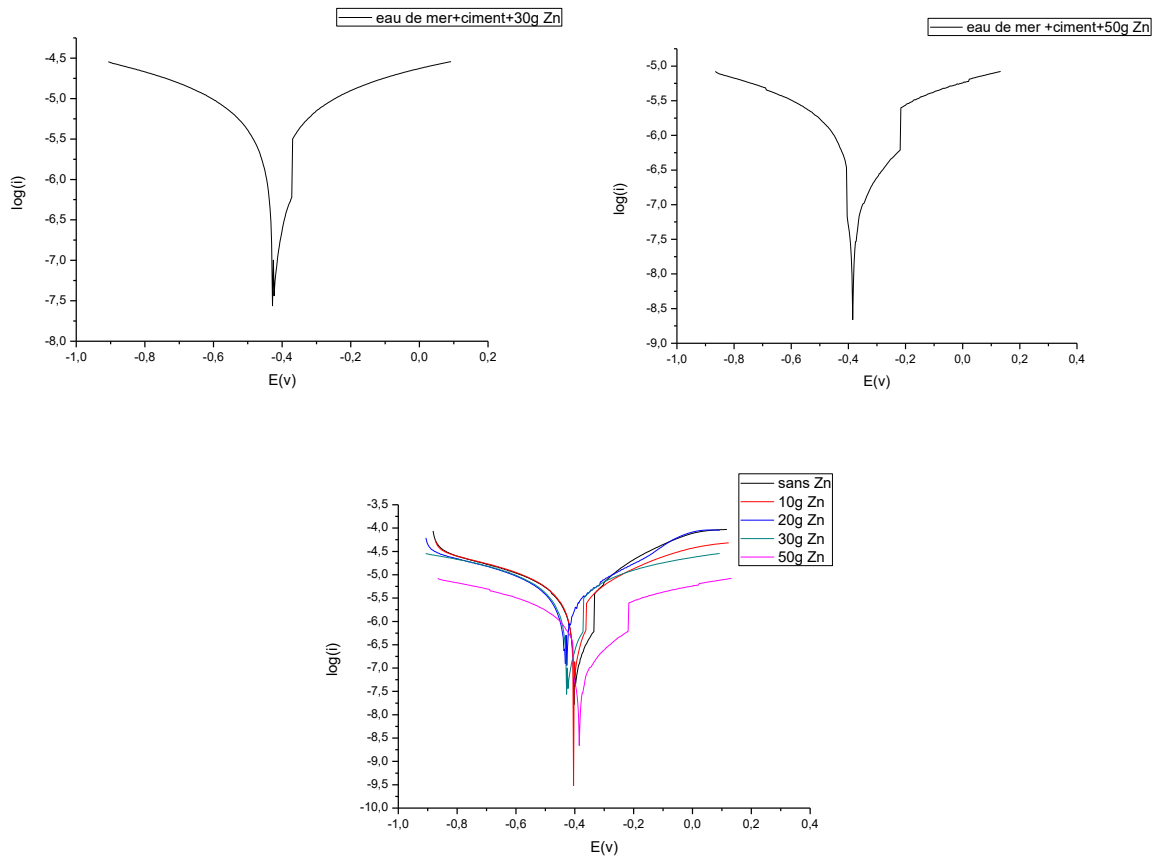 eau de mer+ciment+30g Zn
-4,5
-5,0
-5,5
-6,0
-6,5
-7,0
-7,5
-8,0
log(i)
-1,0 -0,8 -0,6 -0,4 -0,2 0,0 0,2
E(v)
eau de mer +ciment+50g Zn
-5,0
-5,5
-6,0
-6,5
-7,0
-7,5
-8,0
-8,5
-9,0
log(i)
-1,0 -0,8 -0,6 -0,4 -0,2 0,0 0,2 0,4
E(v)
sans Zn
10g Zn
20g Zn
30g Zn
50g Zn
-3,5
-4,0
-4,5
-5,0
-5,5
-6,0
-6,5
-7,0
-7,5
-8,0
-8,5
-9,0
-9,5
-10,0
log(i)
-1,0 -0,8 -0,6 -0,4 -0,2 0,0 0,2 0,4
E(v)